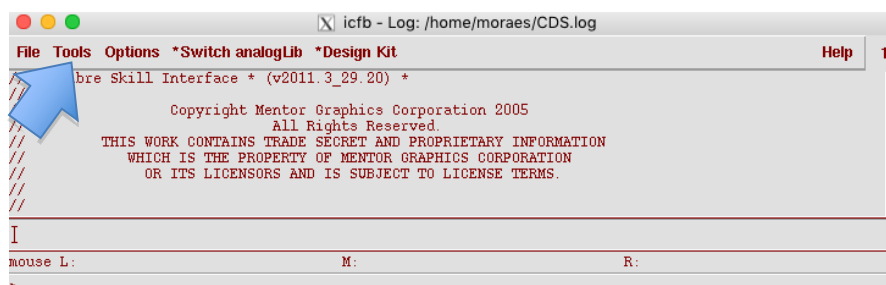 icfb - Log: /home/moraes/CDS.log
File Tools Options *Switch analogLib *Design Kit Help 1
// bre Skill Interface * (v2011.3_29.20) *
//
// Copyright Mentor Graphics Corporation 2005
// All Rights Reserved.
// THIS WORK CONTAINS TRADE SECRET AND PROPRIETARY INFORMATION
// WHICH IS THE PROPERTY OF MENTOR GRAPHICS CORPORATION
// OR ITS LICENSORS AND IS SUBJECT TO LICENSE TERMS.
//
//
mouse L: M: R: